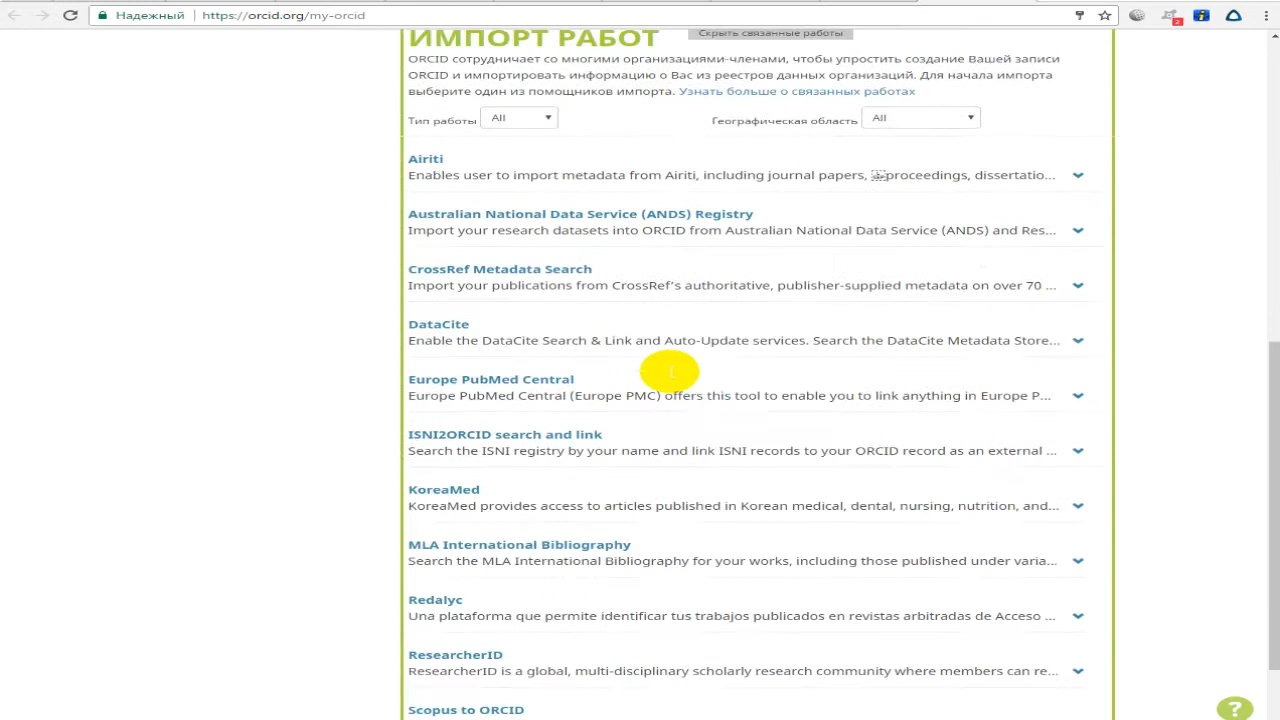 Надежный https://orcid.org/my-orcid
2
ИМПОРТ РАБОТ Скрыть связанные работы
ORCID сотрудничает со многими организациями-членами, чтобы упростить создание Вашей записи
ORCID и импортировать информацию о Вас из реестров данных организаций. Для начала импорта
выберите один из помощников импорта. Узнать больше о связанных работах
Тип работы All Географическая область All
Airiti
Enables user to import metadata from Airiti, including journal papers, proceedings, dissertatio...
Australian National Data Service (ANDS) Registry
Import your research datasets into ORCID from Australian National Data Service (ANDS) and Res...
CrossRef Metadata Search
Import your publications from CrossRef's authoritative, publisher-supplied metadata on over 70 ...
DataCite
Enable the DataCite Search & Link and Auto-Update services. Search the DataCite Metadata Store...
Europe PubMed Central
Europe PubMed Central (Europe PMC) offers this tool to enable you to link anything in Europe P...
ISNI2ORCID search and link
Search the ISNI registry by your name and link ISNI records to your ORCID record as an external ...
KoreaMed
KoreaMed provides access to articles published in Korean medical, dental, nursing, nutrition, and...
MLA International Bibliography
Search the MLA International Bibliography for your works, including those published under varia...
Redalyc
Una plataforma que permite identificar tus trabajos publicados en revistas arbitradas de Acceso ...
ResearcherID
ResearcherID is a global, multi-disciplinary scholarly research community where members can re...
Scopus to ORCID
?